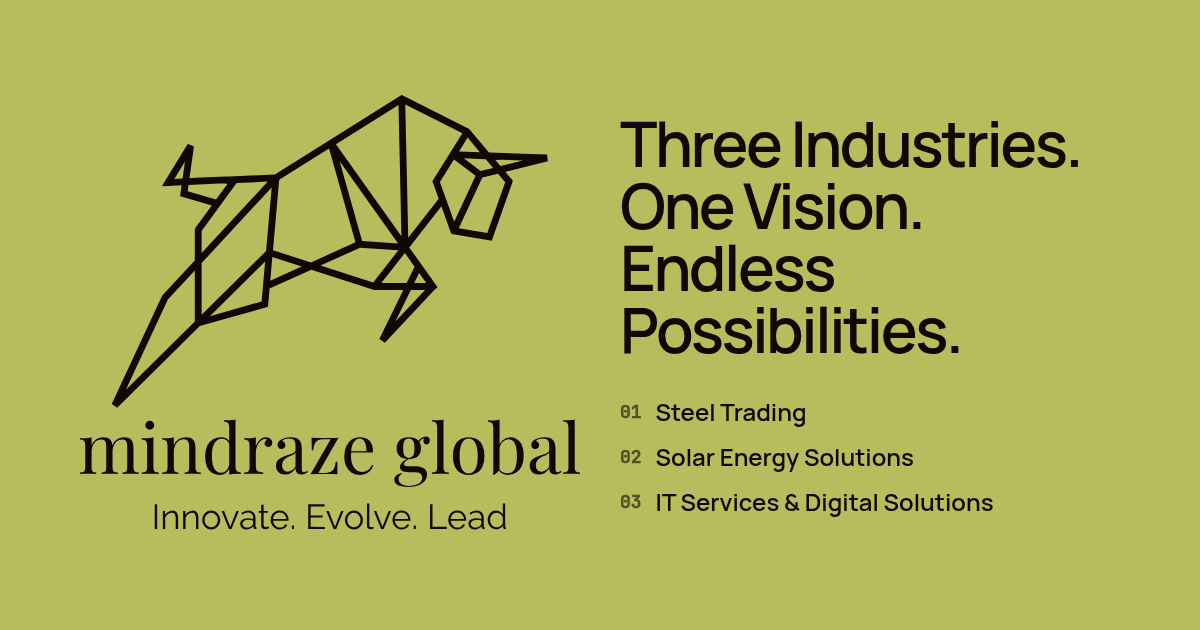 mindraze global
Innovate. Evolve. Lead
Three Industries.
One Vision.
Endless
Possibilities.
01 Steel Trading
02 Solar Energy Solutions
03 IT Services & Digital Solutions